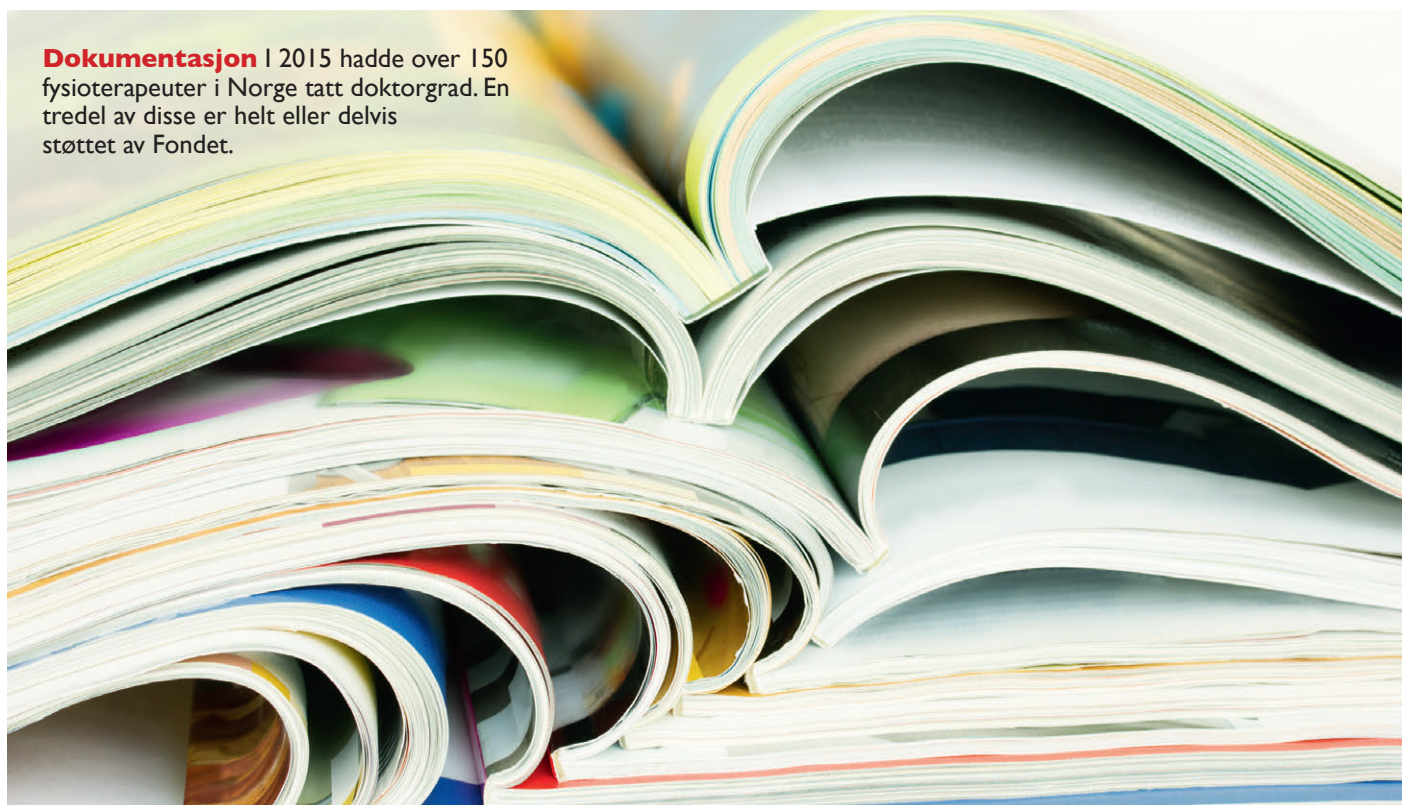 Dokumentasjon I 2015 hadde over 150
fysioterapeuter i Norge tatt doktorgrad. En
tredel av disse er helt eller delvis
støttet av Fondet.